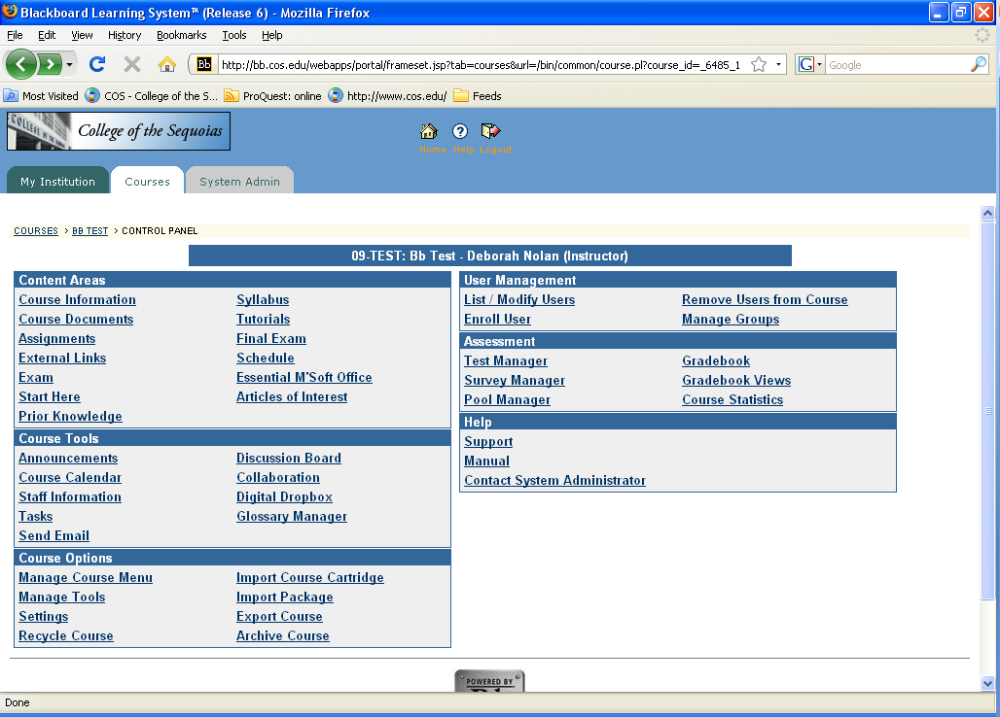 Blackboard Learning System™ (Release 6) - Mozilla Firefox
File Edit View History Bookmarks Tools Help
Bb http://bb.cos.edu/webapps/portal/frameset.jsp?tab=courses&url=/bin/common/course.pl?course_id=_6485_1 G Google
Most Visited COS - College of the S... ProQuest: online http://www.cos.edu/ Feeds
COLLEGE OF THE College of the Sequoias
Home Help Logout
My Institution Courses System Admin
COURSES > BB TEST > CONTROL PANEL
09-TEST: Bb Test - Deborah Nolan (Instructor)
Content Areas
Course Information Syllabus
Course Documents Tutorials
Assignments Final Exam
External Links Schedule
Exam Essential M'Soft Office
Start Here Articles of Interest
Prior Knowledge
Course Tools
Announcements Discussion Board
Course Calendar Collaboration
Staff Information Digital Dropbox
Tasks Glossary Manager
Send Email
Course Options
Manage Course Menu Import Course Cartridge
Manage Tools Import Package
Settings Export Course
Recycle Course Archive Course
User Management
List / Modify Users Remove Users from Course
Enroll User Manage Groups
Assessment
Test Manager Gradebook
Survey Manager Gradebook Views
Pool Manager Course Statistics
Help
Support
Manual
Contact System Administrator
POWERED BY
Done